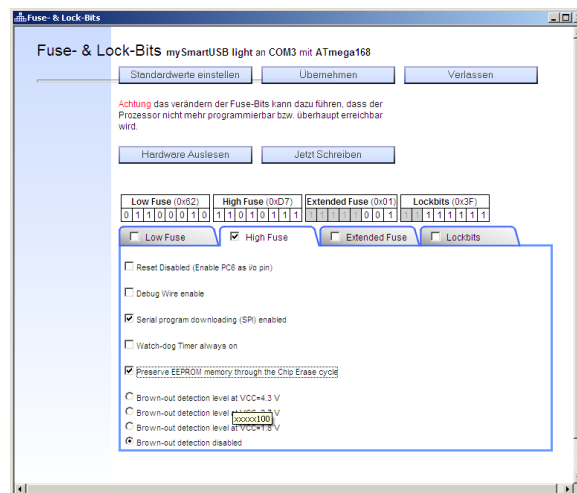 Fuse- & Lock-Bits
Fuse- & Lock-Bits mySmartUSB light an COM3 mit ATmega168
Standardwerte einstellen Übernehmen Verlassen
Achtung das verändern der Fuse-Bits kann dazu führen, dass der
Prozessor nicht mehr programmierbar bzw. überhaupt erreichbar
wird.
Hardware Auslesen Jetzt Schreiben
Low Fuse (0x62) High Fuse (0xD7) Extended Fuse (0x01) Lockbits (0x3F)
0 1 1 0 0 0 1 0 1 1 0 1 0 1 1 1 1 1 1 1 1 0 0 1 1 1 1 1 1 1 1 1
Low Fuse High Fuse Extended Fuse Lockbits
Reset Disabled (Enable PC6 as i/o pin)
Debug Wire enable
Serial program downloading (SPI) enabled
Watch-dog Timer always on
Preserve EEPROM memory through the Chip Erase cycle
Brown-out detection level at VCC=4.3 V
Brown-out detection level V
xxxxx100
Brown-out detection level at VCC=1.8 V
Brown-out detection disabled